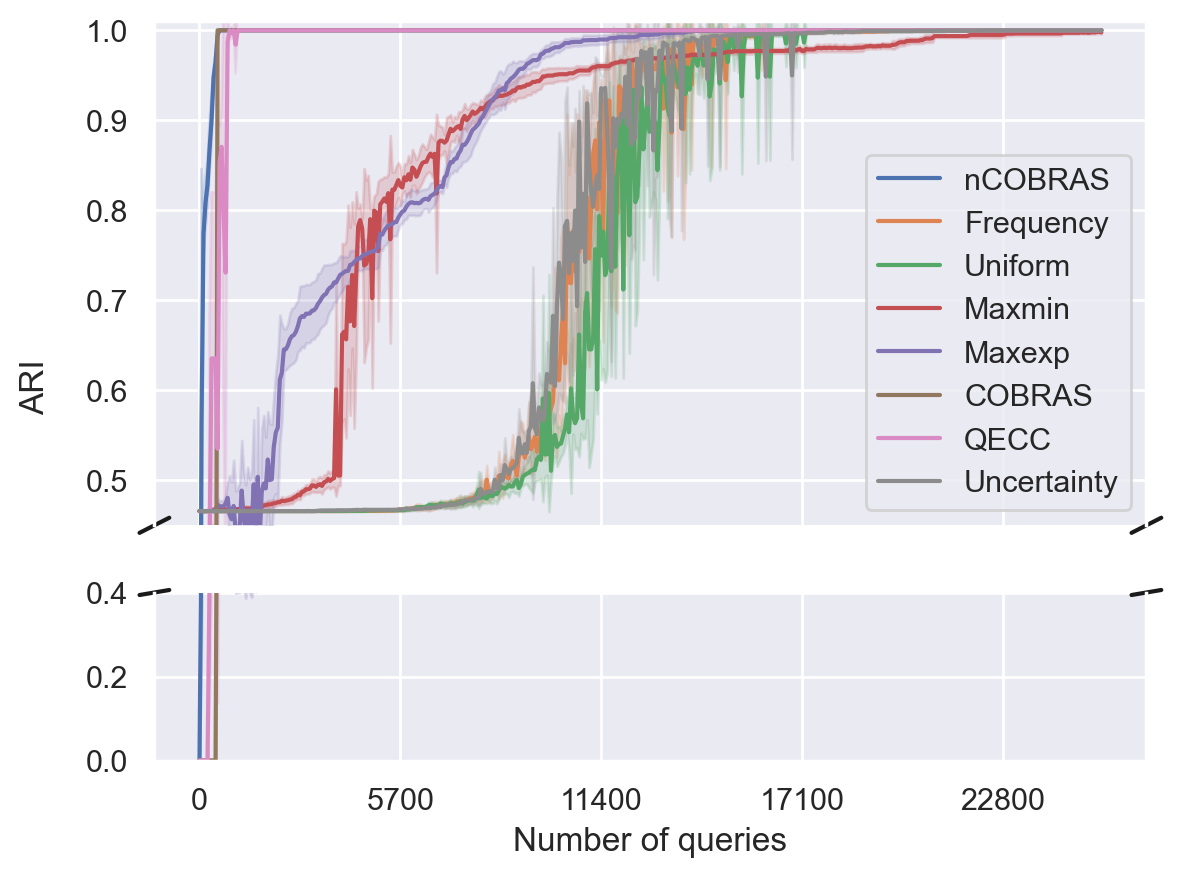 1.0
0.9
0.8
0.7
0.6
0.5
0.4
0.2
0.0
ARI
nCOBRAS
Frequency
Uniform
Maxmin
Maxexp
COBRAS
QECC
Uncertainty
0 5700 11400 17100 22800
Number of queries